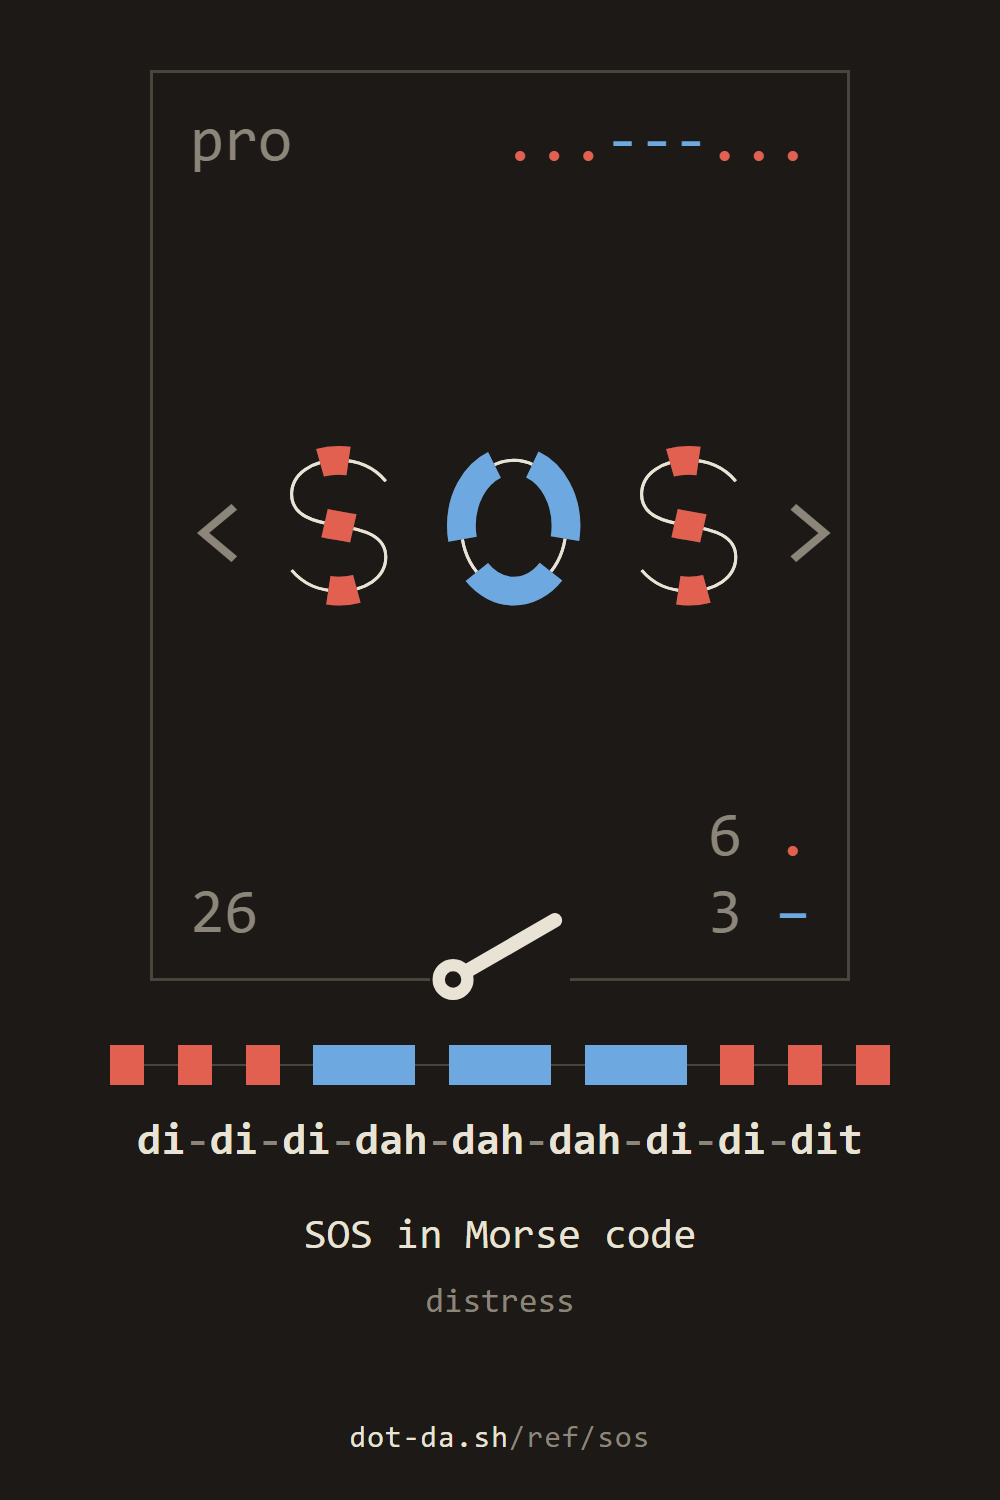 pro ...---...
< SOS >
6 .
26 3 -
di-di-di-dah-dah-dah-di-di-dit
SOS in Morse code
distress
dot-da.sh/ref/sos